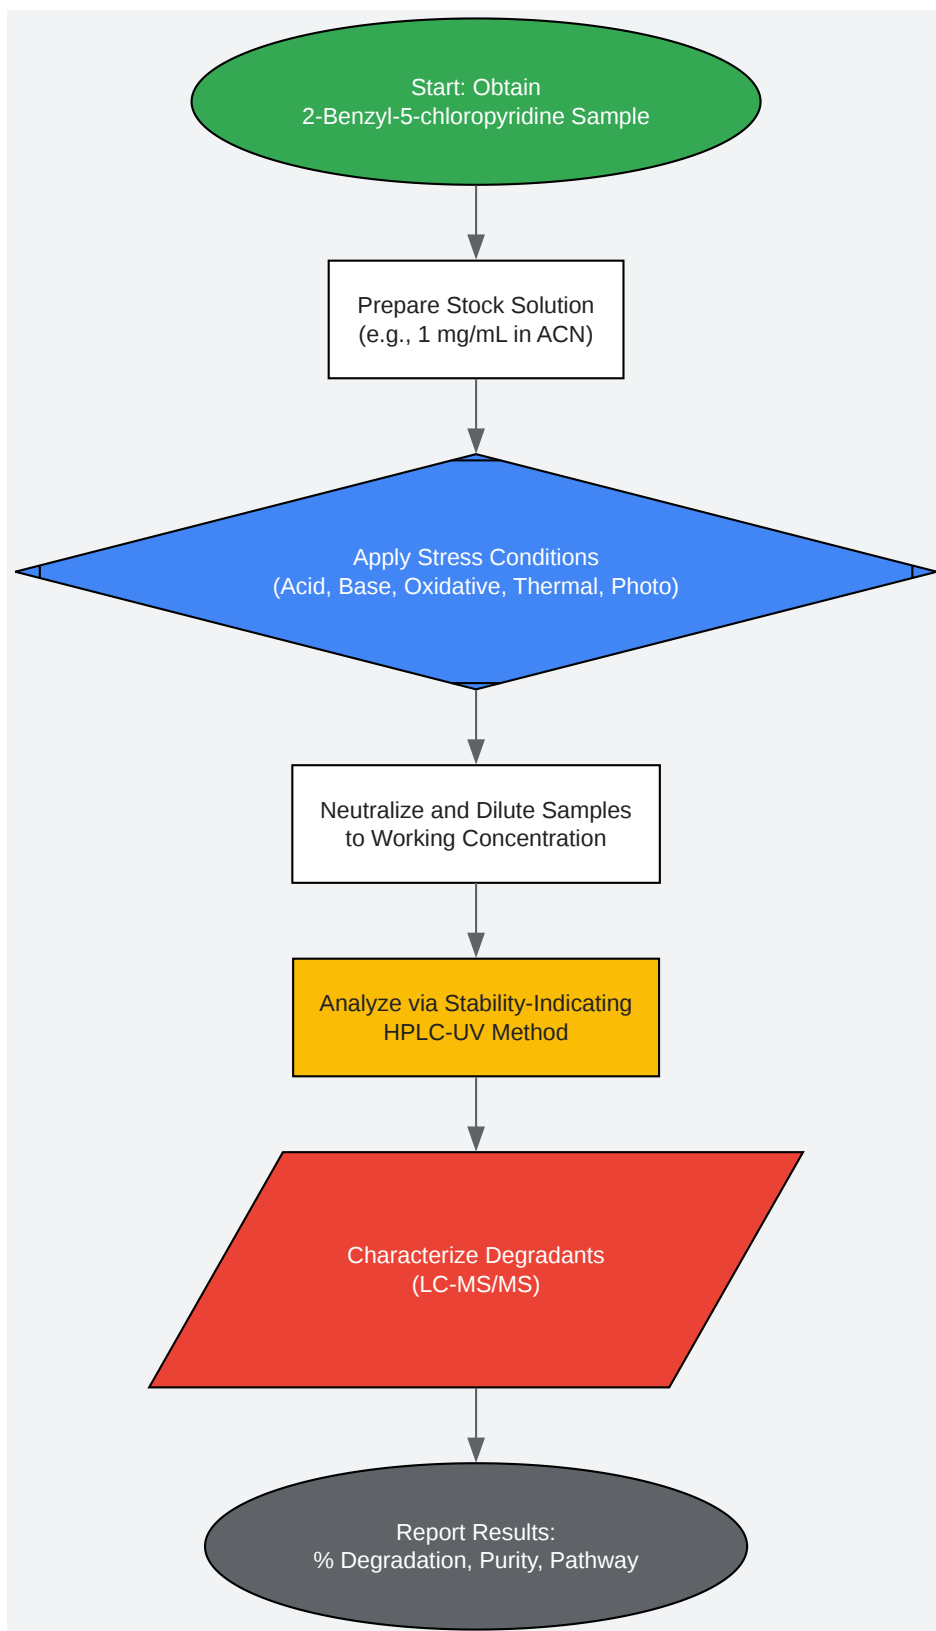 Start: Obtain
2-Benzyl-5-chloropyridine Sample
Prepare Stock Solution
(e.g., 1 mg/mL in ACN)
Apply Stress Conditions
(Acid, Base, Oxidative, Thermal, Photo)
Neutralize and Dilute Samples
to Working Concentration
Analyze via Stability-Indicating
HPLC-UV Method
Characterize Degradants
(LC-MS/MS)
Report Results:
% Degradation, Purity, Pathway